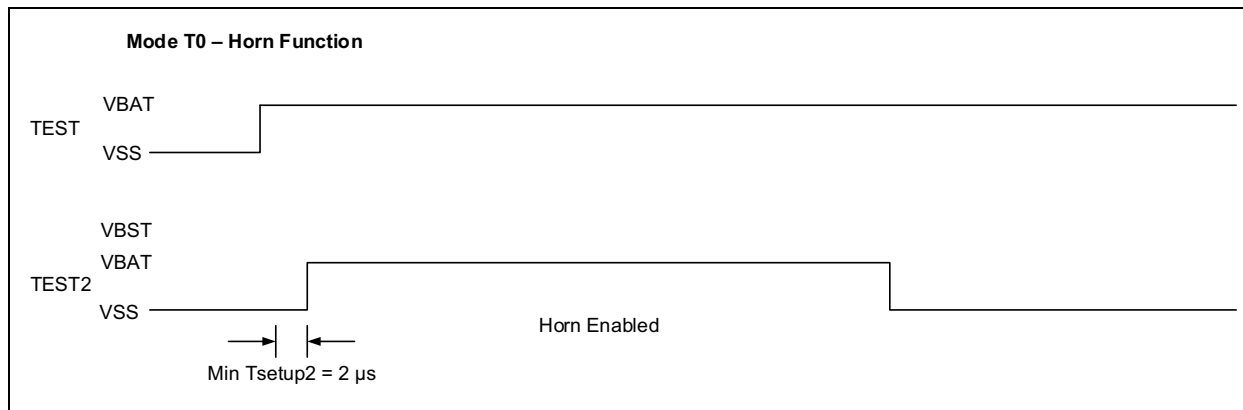 Mode T0 – Horn Function
VBAT
TEST
VSS
VBST
VBAT
TEST2
VSS
Horn Enabled
Min Tsetup2 = 2 µs